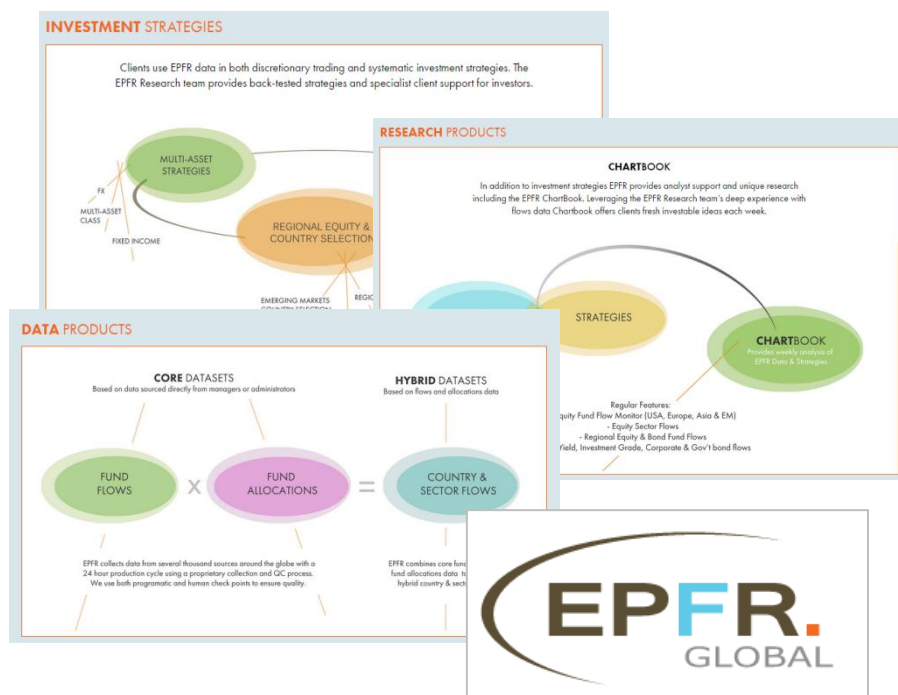 INVESTMENT STRATEGIES
Clients use EPFR data in both discretionary trading and systematic investment strategies. The
EPFR Research team provides back-tested strategies and specialist client support for investors.
MULTI-ASSET
STRATEGIES
FX
MULTI-ASSET
CLASS
FIXED INCOME
REGIONAL EQUITY &
COUNTRY SELECTION
EMERGING MARKETS
RESEARCH PRODUCTS
CHARTBOOK
In addition to investment strategies EPFR provides analyst support and unique research
including the EPFR ChartBook. Leveraging the EPFR Research team's deep experience with
flows data Chartbook offers clients fresh investable ideas each week.
STRATEGIES
CHARTBOOK
Provides weekly analysis of
EPFR Data & Strategies
Regular Features:
Fund Flow Monitor (USA, Europe, Asia & EM)
- Equity Sector Flows
- Regional Equity & Bond Fund Flows
Investment Grade, Corporate & Gov't bond flows
DATA PRODUCTS
CORE DATASETS
Based on data sourced directly from managers or administrators
HYBRID DATASETS
Based on flows and allocations data
FUND
FLOWS
x
FUND
ALLOCATIONS
=
COUNTRY &
SECTOR FLOWS
EPFR collects data from several thousand sources around the globe with a
24 hour production cycle using a proprietary collection and QC process.
We use both programatic and human check points to ensure quality.
EPFR combines core
fund allocations data
hybrid country &
EPFR.
GLOBAL